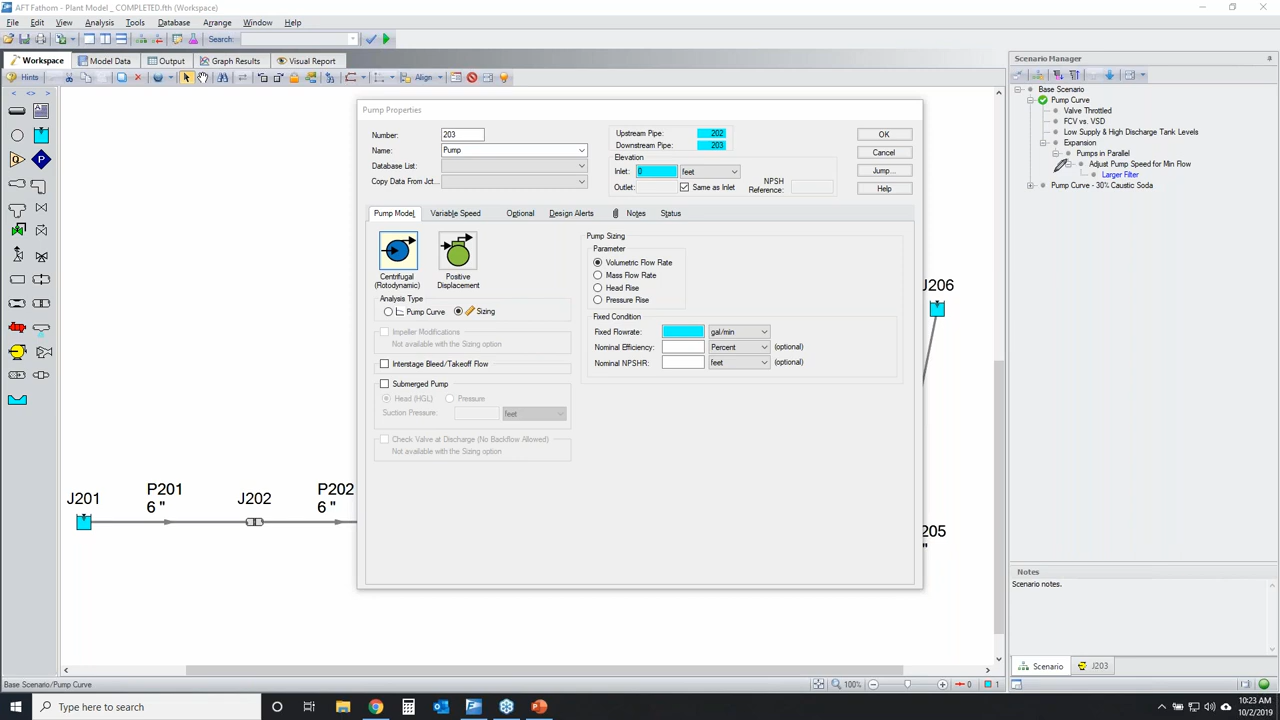 AFT Fathom - Plant Model _ COMPLETED.fth (Workspace)
File Edit View Analysis Tools Database Arrange Window Help
Search:
Workspace Model Data Output Graph Results Visual Report
Hints
Align
Scenario Manager
Base Scenario
Pump Curve
Valve Throttled
FCV vs. VSD
Low Supply & High Discharge Tank Levels
Expansion
Pumps in Parallel
Adjust Pump Speed for Min Flow
Larger Filter
Pump Curve - 30% Caustic Soda
Pump Properties
Number: 203
Name: Pump
Database List:
Copy Data From Jct...
Upstream Pipe: 202
Downstream Pipe: 203
Elevation
Inlet: 0 feet
Outlet: Same as Inlet
NPSH
Reference:
OK
Cancel
Jump...
Help
Pump Model Variable Speed Optional Design Alerts Notes Status
Centrifugal
(Rotodynamic)
Positive
Displacement
Analysis Type
Pump Curve Sizing
Impeller Modifications
Not available with the Sizing option
Interstage Bleed/Takeoff Flow
Submerged Pump
Head (HGL) Pressure
Suction Pressure: feet
Check Valve at Discharge (No Backflow Allowed)
Not available with the Sizing option
Pump Sizing
Parameter
Volumetric Flow Rate
Mass Flow Rate
Head Rise
Pressure Rise
Fixed Condition
Fixed Flowrate: gal/min
Nominal Efficiency: Percent (optional)
Nominal NPSHR: feet (optional)
J201
P201
6 "
J202
P202
6 "
J206
205
"
Notes
Scenario notes.
Scenario J203
Base Scenario/Pump Curve
100%
0
1
Type here to search
10:23 AM
10/2/2019